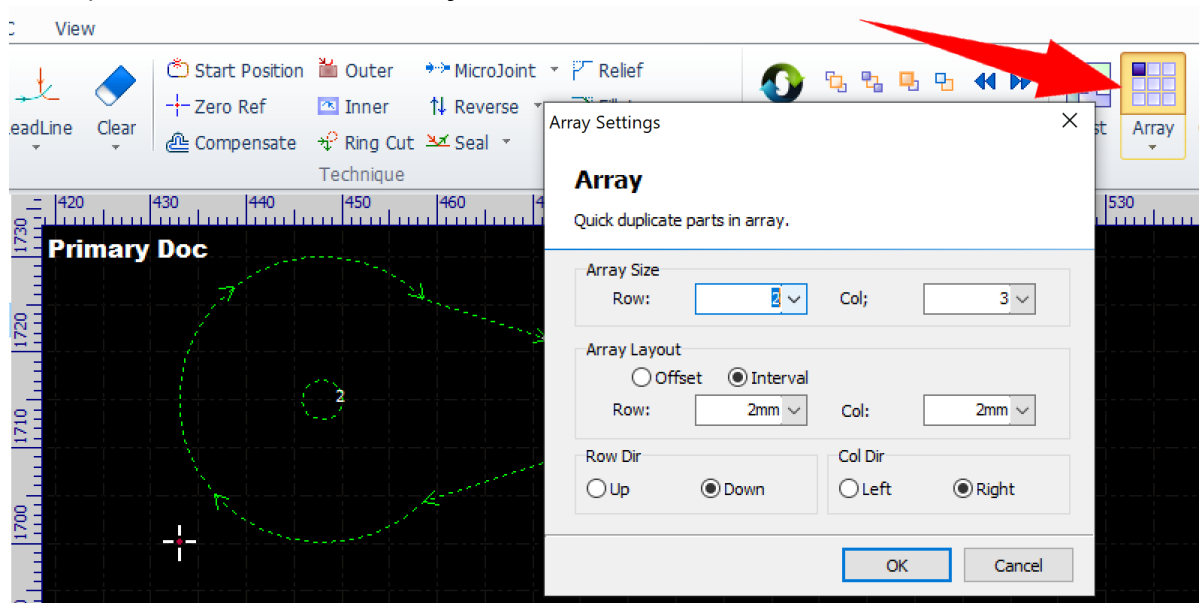 View
Start Position Outer MicroJoint Relief
Zero Ref Inner Reverse
LeadLine Clear Compensate Ring Cut Seal Array
Technique
Array Settings
Array
Quick duplicate parts in array.
420 430 440 450 460 530
Primary Doc
1730
1720
1710
1700
2
Array Size
Row: 2 Col; 3
Array Layout
Offset Interval
Row: 2mm Col: 2mm
Row Dir Col Dir
Up Down Left Right
OK Cancel